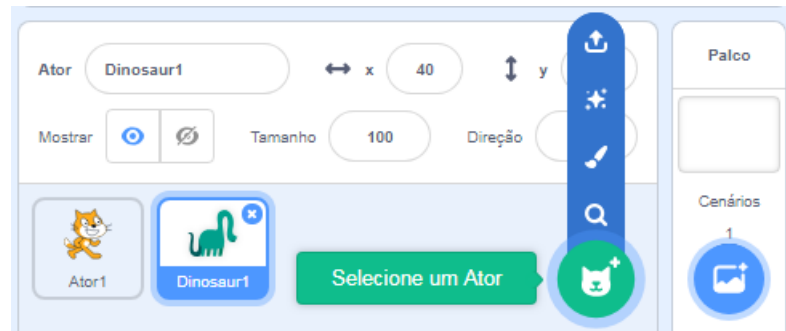 Ator Dinosaur1 x 40 y Palco
Mostrar Tamanho 100 Direção
Cenários
1
Ator1 Dinosaur1 Selecione um Ator